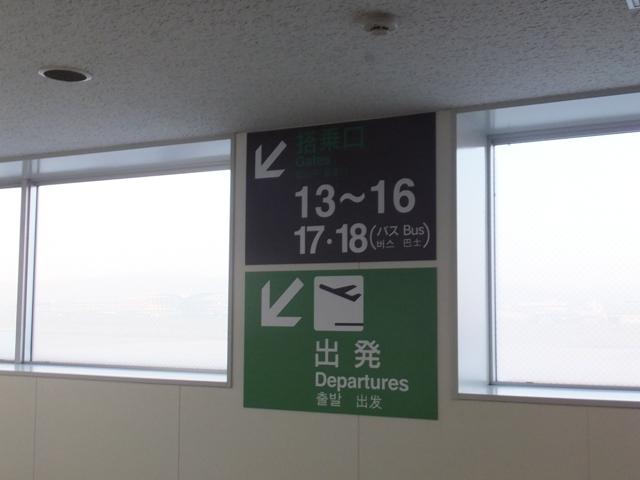 搭乗口
Gates
13～16
17・18(バス Bus
버스 巴士)
出発
Departures
출발 出发